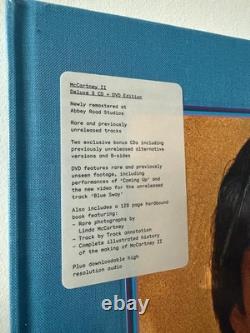 McCartney II
Deluxe 3 CD + DVD Edition
Newly remastered at
Abbey Road Studios
Rare and previously
unreleased tracks
Two exclusive bonus CDs including
previously unreleased alternative
versions and B-sides
DVD features rare and previously
unseen footage, including
performances of 'Coming Up' and
the new video for the unreleased
track 'Blue Sway'
Also includes a 128 page hardbound
book featuring:
- Rare photographs by
Linda McCartney
- Track by Track annotation
- Complete illustrated history
of the making of McCartney II
Plus downloadable high
resolution audio
worthpoint.com